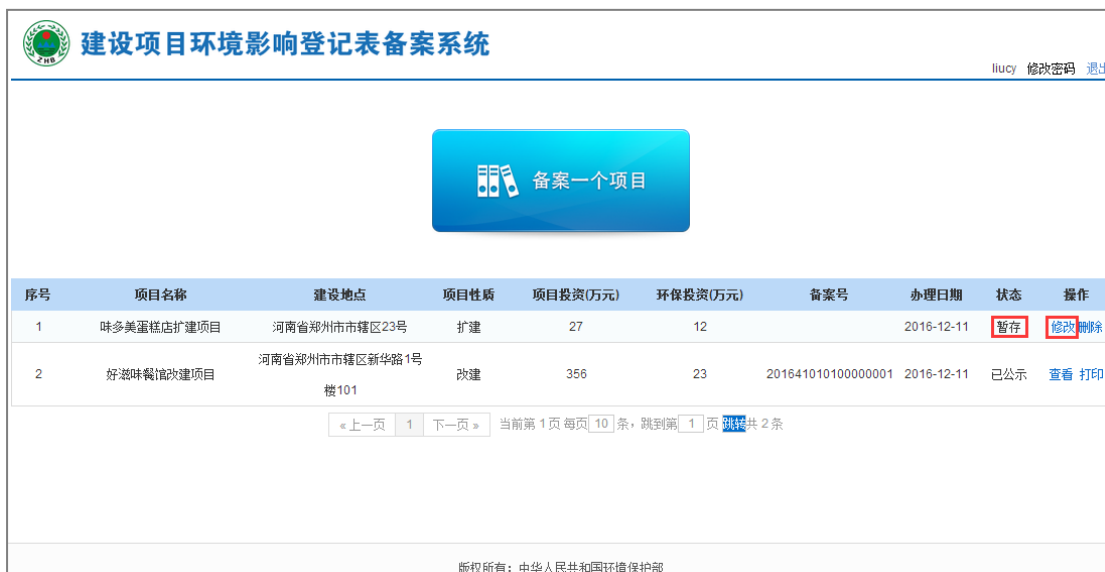 ZHB
建设项目环境影响登记表备案系统
liucy 修改密码 退出
备案一个项目
序号 项目名称 建设地点 项目性质 项目投资(万元) 环保投资(万元) 备案号 办理日期 状态 操作
1 味多美蛋糕店扩建项目 河南省郑州市市辖区23号 扩建 27 12 2016-12-11 暂存 修改 删除
2 好滋味餐馆改建项目 河南省郑州市市辖区新华路1号楼101 改建 356 23 201641010100000001 2016-12-11 已公示 查看 打印
«上一页 1 下一页» 当前第 1 页 每页 10 条，跳到第 1 页 跳转 共 2 条
版权所有：中华人民共和国环境保护部